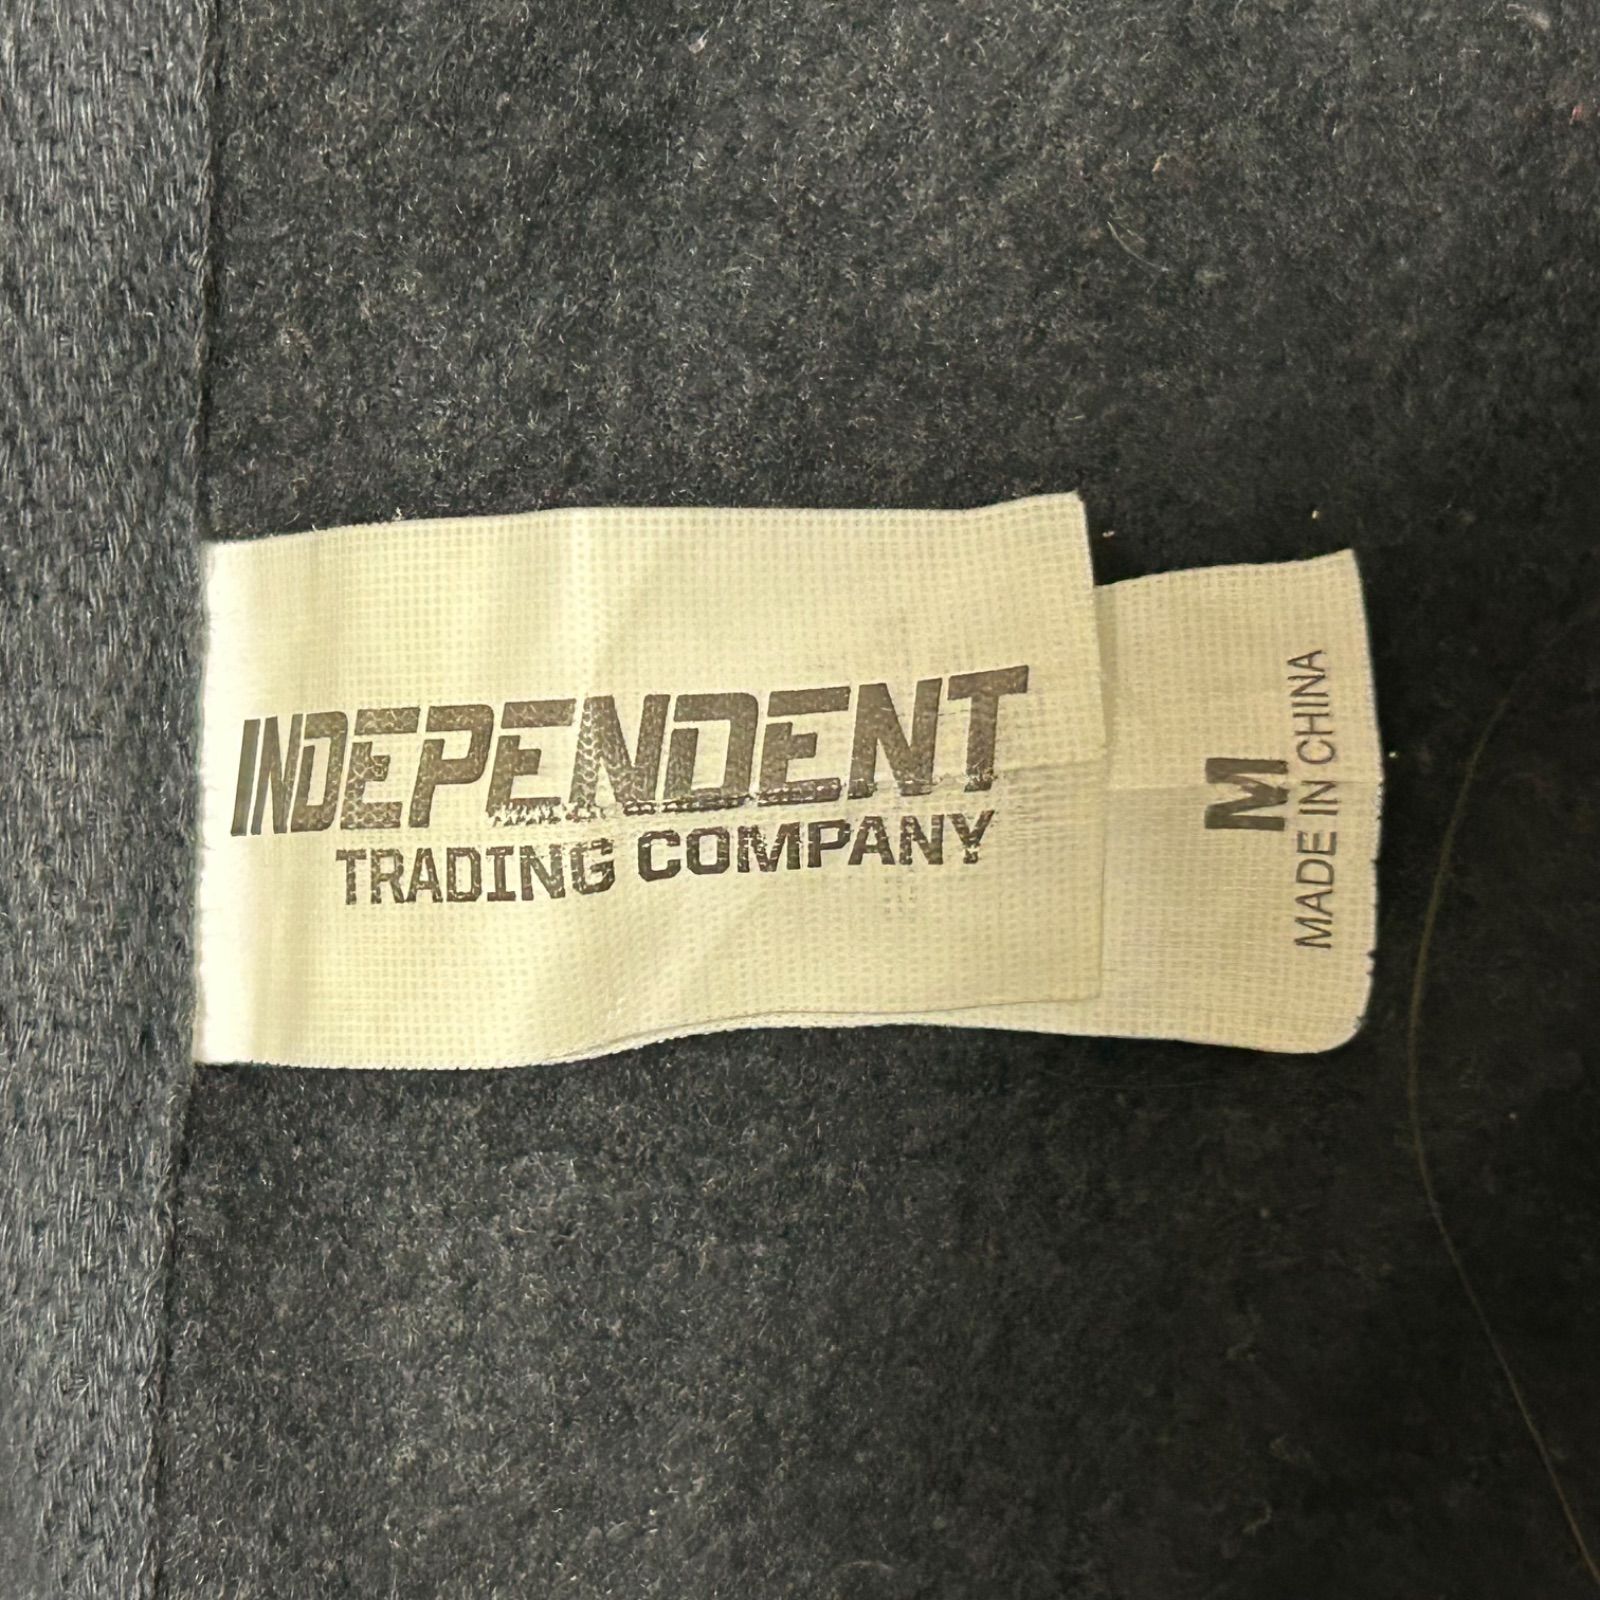 INDEPENDENT
TRADING COMPANY
M
MADE IN CHINA